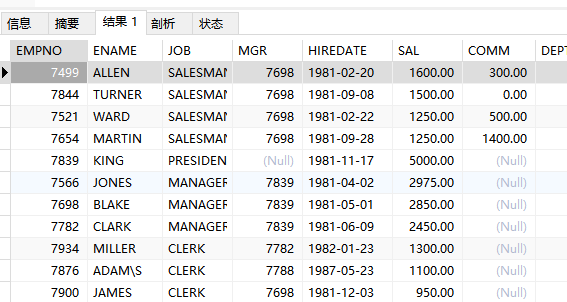 信息 摘要 结果 1 剖析 状态
EMPNO ENAME JOB MGR HIREDATE SAL COMM DEPT
7499 ALLEN SALESMAN 7698 1981-02-20 1600.00 300.00
7844 TURNER SALESMAN 7698 1981-09-08 1500.00 0.00
7521 WARD SALESMAN 7698 1981-02-22 1250.00 500.00
7654 MARTIN SALESMAN 7698 1981-09-28 1250.00 1400.00
7839 KING PRESIDEN (Null) 1981-11-17 5000.00 (Null)
7566 JONES MANAGER 7839 1981-04-02 2975.00 (Null)
7698 BLAKE MANAGER 7839 1981-05-01 2850.00 (Null)
7782 CLARK MANAGER 7839 1981-06-09 2450.00 (Null)
7934 MILLER CLERK 7782 1982-01-23 1300.00 (Null)
7876 ADAM\S CLERK 7788 1987-05-23 1100.00 (Null)
7900 JAMES CLERK 7698 1981-12-03 950.00 (Null)